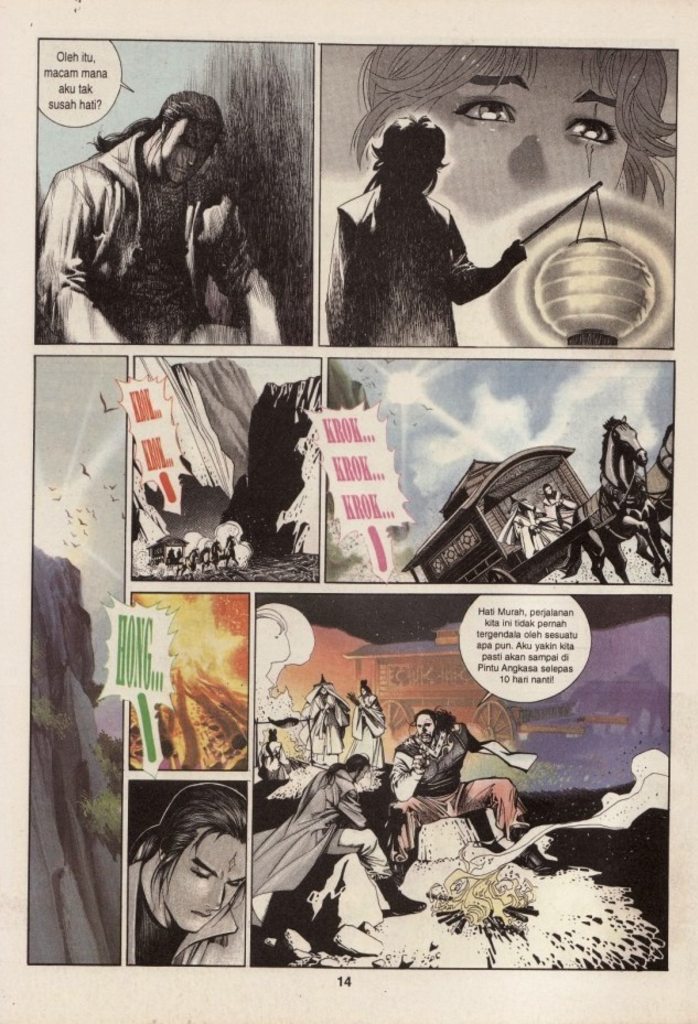 Oleh itu,
macam mana
aku tak
susah hati?
KROK...
KROK...
!
KROK...
KROK...
KROK...
!
HONG...
!
Hati Murah, perjalanan
kita ini tidak pernah
tergendala oleh sesuatu
apa pun. Aku yakin kita
pasti akan sampai di
Pintu Angkasa selepas
10 hari nanti!
14